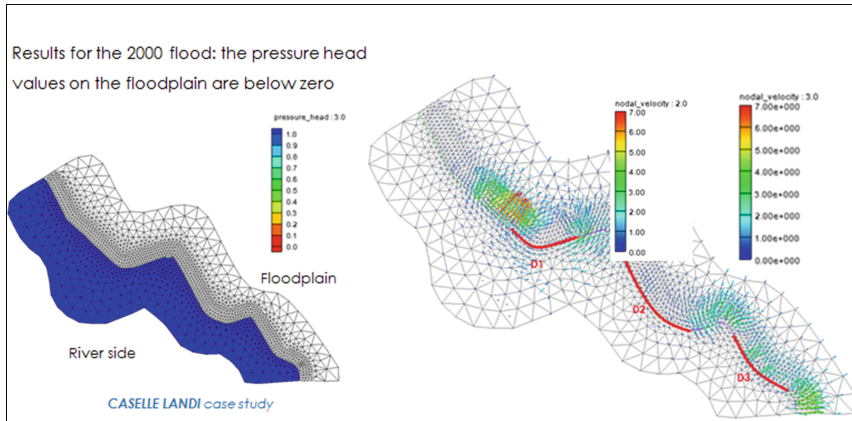 Results for the 2000 flood: the pressure head
values on the floodplain are below zero
pressure_head : 3.0
1.0
0.9
0.8
0.7
0.6
0.5
0.4
0.3
0.2
0.1
0.0
Floodplain
River side
CASELLE LANDI case study
nodal_velocity : 2.0
7.00
6.00
5.00
4.00
3.00
2.00
1.00
0.00
nodal_velocity : 3.0
7.00e+000
6.00e+000
5.00e+000
4.00e+000
3.00e+000
2.00e+000
1.00e+000
0.00e+000
D1
D2
D3